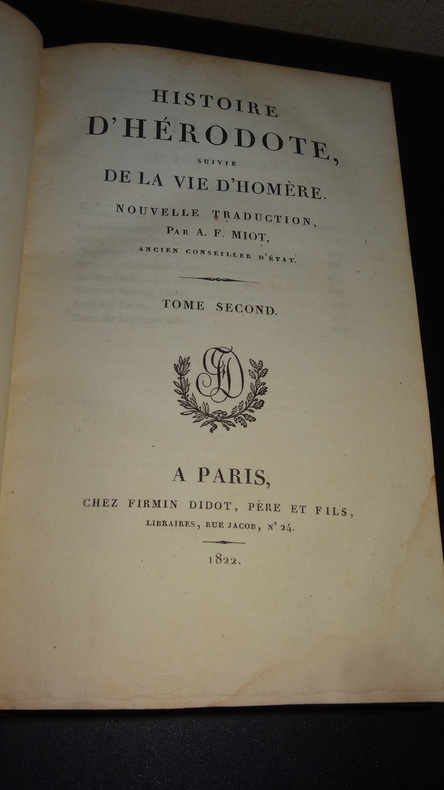 HISTOIRE
D'HÉRODOTE,
SUIVIE
DE LA VIE D'HOMÈRE.
NOUVELLE TRADUCTION,
PAR A. F. MIOT,
ANCIEN CONSEILLER D'ÉTAT.
TOME SECOND.
FD
A PARIS,
CHEZ FIRMIN DIDOT, PÈRE ET FILS,
LIBRAIRES, RUE JACOB, N° 24.
1822.